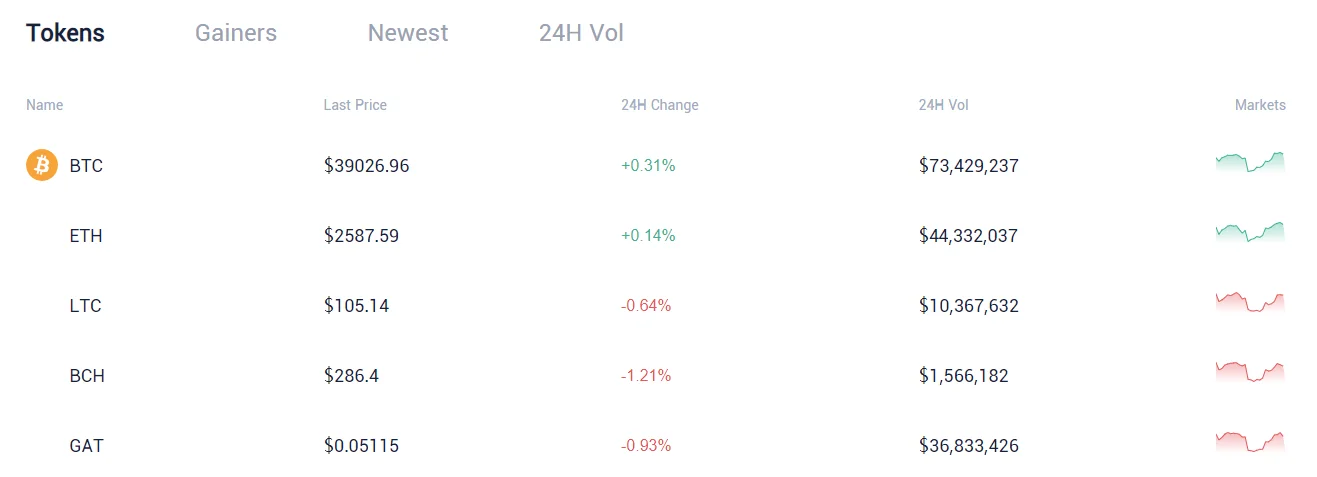 Tokens Gainers Newest 24H Vol
Name Last Price 24H Change 24H Vol Markets
BTC $39026.96 +0.31% $73,429,237
ETH $2587.59 +0.14% $44,332,037
LTC $105.14 -0.64% $10,367,632
BCH $286.4 -1.21% $1,566,182
GAT $0.05115 -0.93% $36,833,426